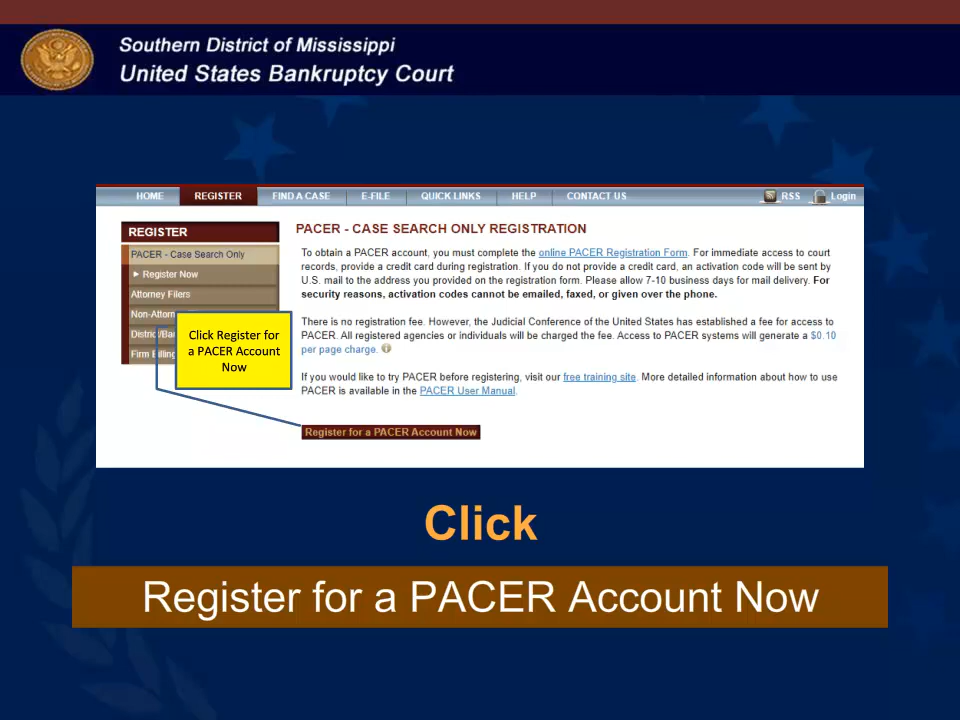 Southern District of Mississippi
United States Bankruptcy Court
HOME REGISTER FIND A CASE E-FILE QUICK LINKS HELP CONTACT US RSS Login
REGISTER
PACER - Case Search Only
Register Now
Attorney Filers
Non-Attorn
District/Ba
Firm Billing
Click Register for
a PACER Account
Now
PACER - CASE SEARCH ONLY REGISTRATION
To obtain a PACER account, you must complete the online PACER Registration Form. For immediate access to court
records, provide a credit card during registration. If you do not provide a credit card, an activation code will be sent by
U.S. mail to the address you provided on the registration form. Please allow 7-10 business days for mail delivery. For
security reasons, activation codes cannot be emailed, faxed, or given over the phone.
There is no registration fee. However, the Judicial Conference of the United States has established a fee for access to
PACER. All registered agencies or individuals will be charged the fee. Access to PACER systems will generate a $0.10
per page charge.
If you would like to try PACER before registering, visit our free training site. More detailed information about how to use
PACER is available in the PACER User Manual.
Register for a PACER Account Now
Click
Register for a PACER Account Now